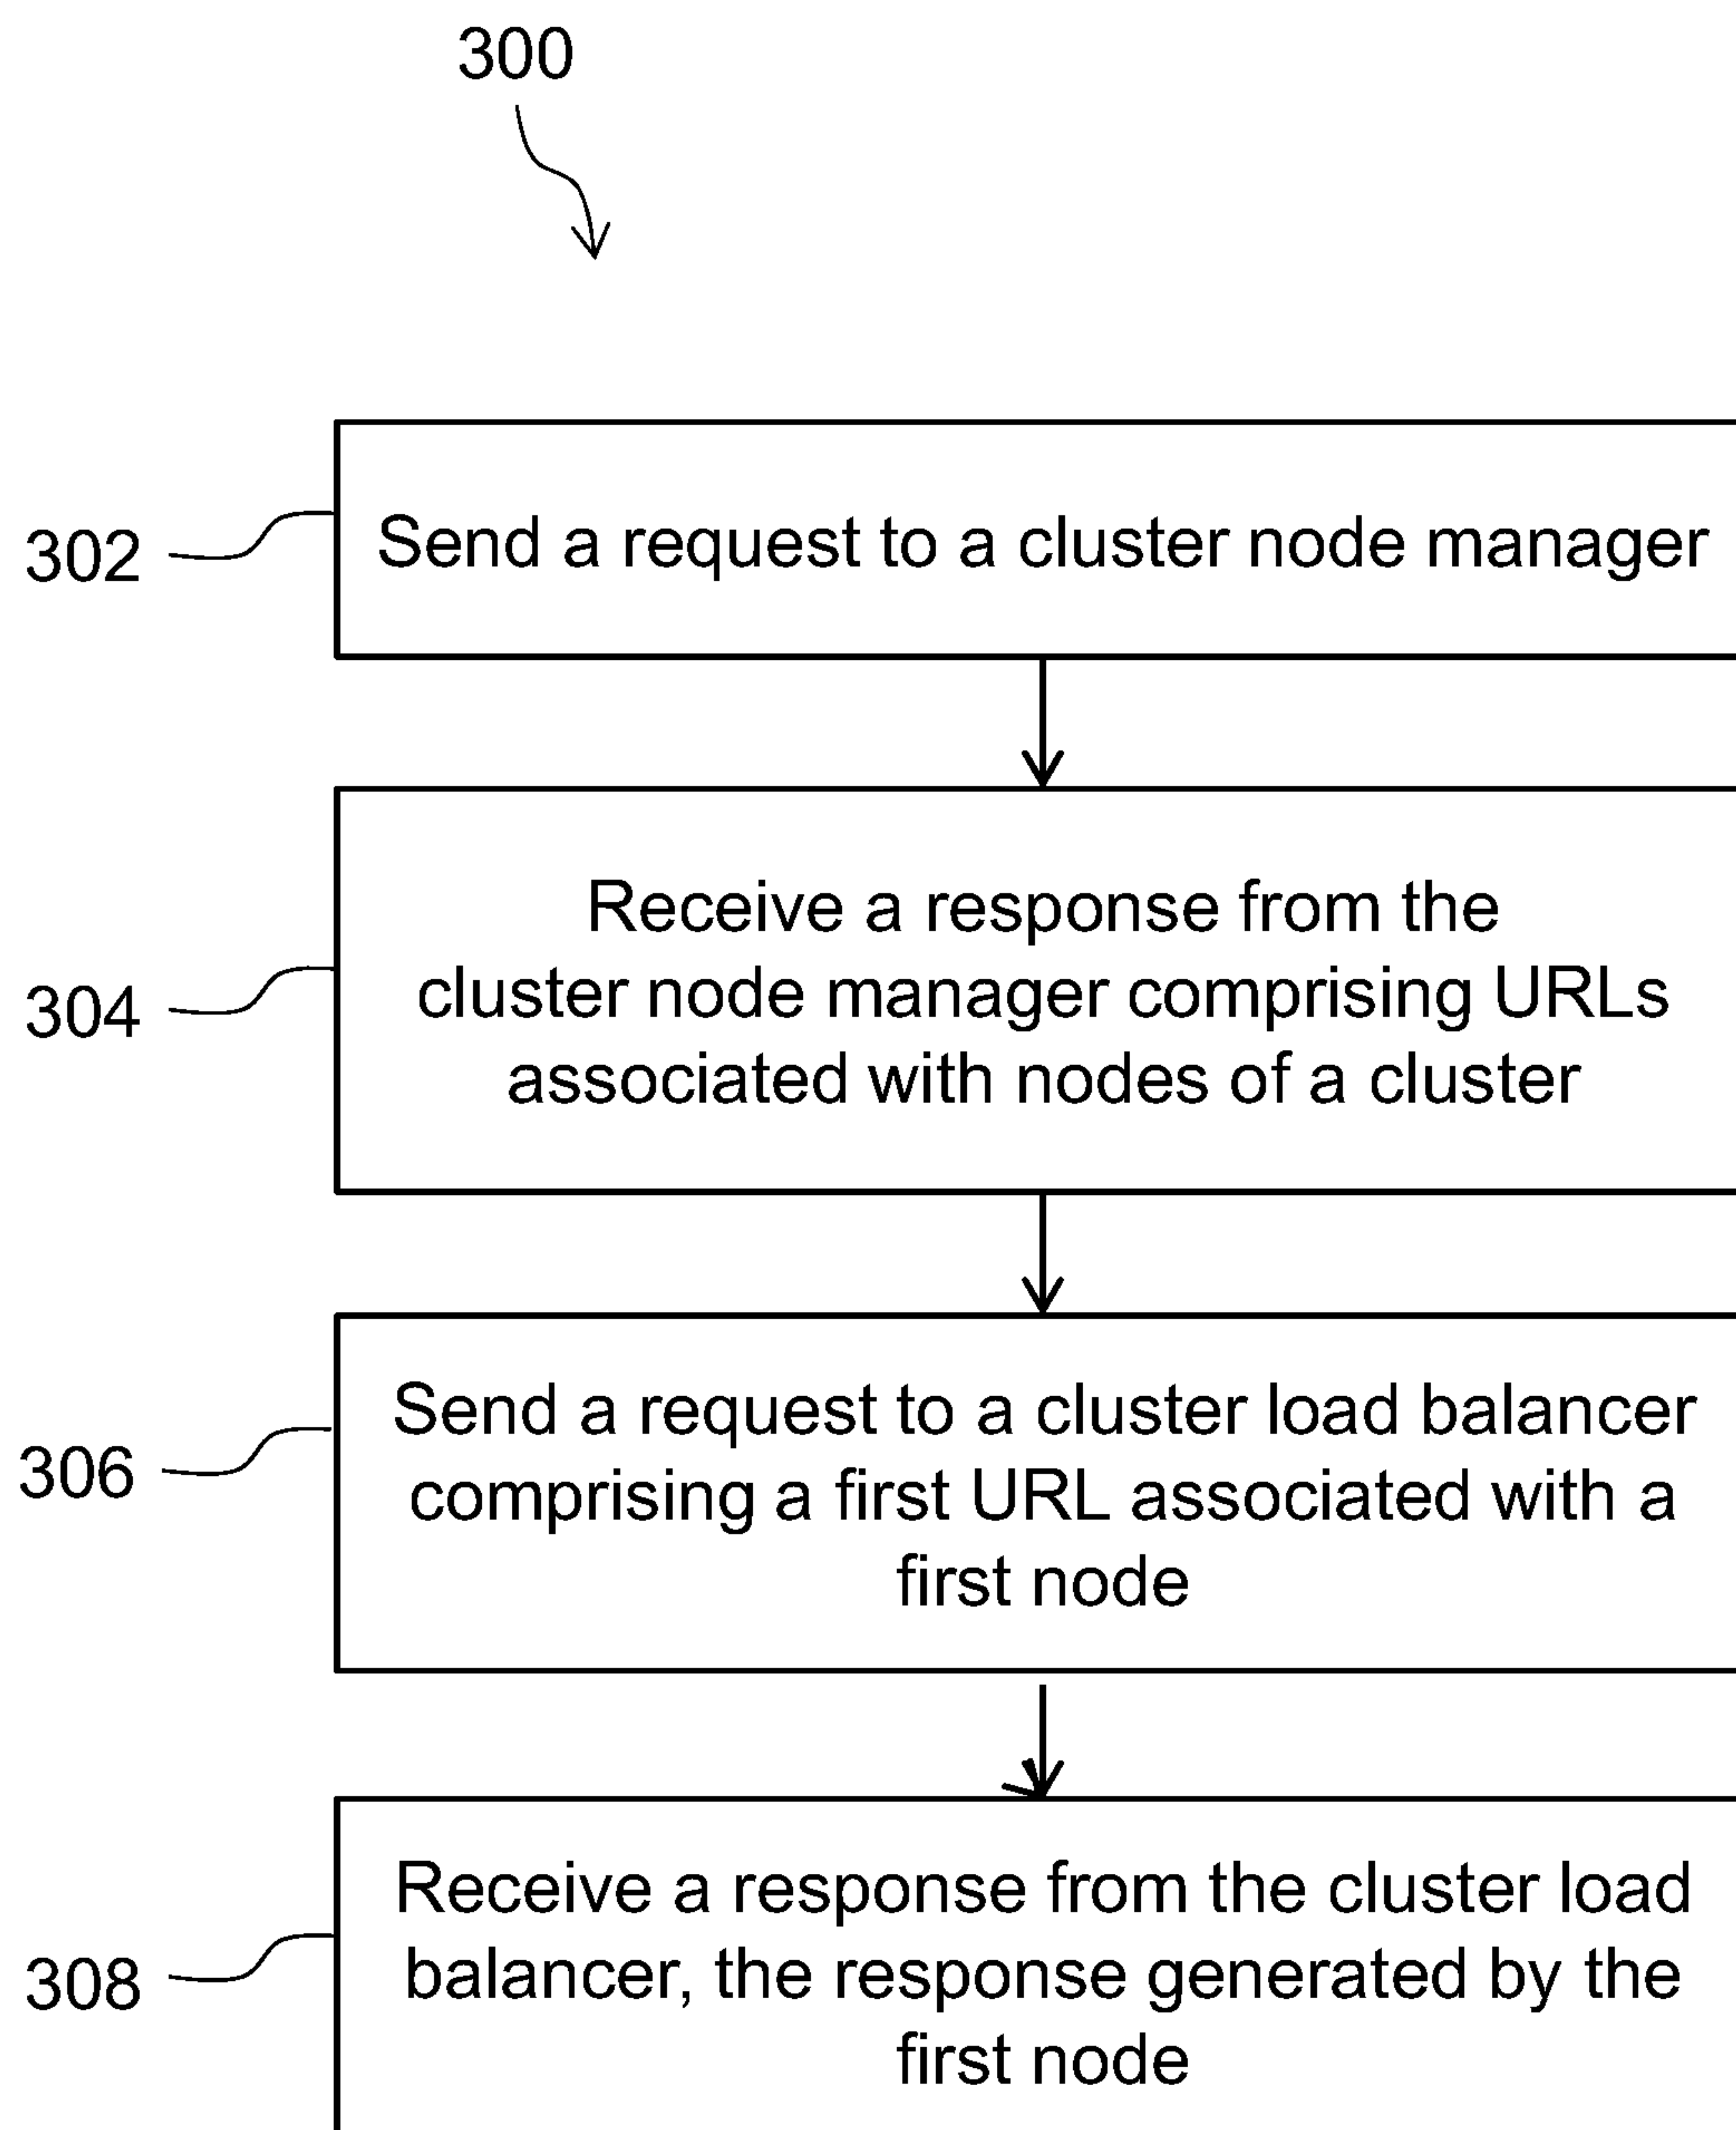 300
302
Send a request to a cluster node manager
304
Receive a response from the
cluster node manager comprising URLs
associated with nodes of a cluster
306
Send a request to a cluster load balancer
comprising a first URL associated with a
first node
308
Receive a response from the cluster load
balancer, the response generated by the
first node